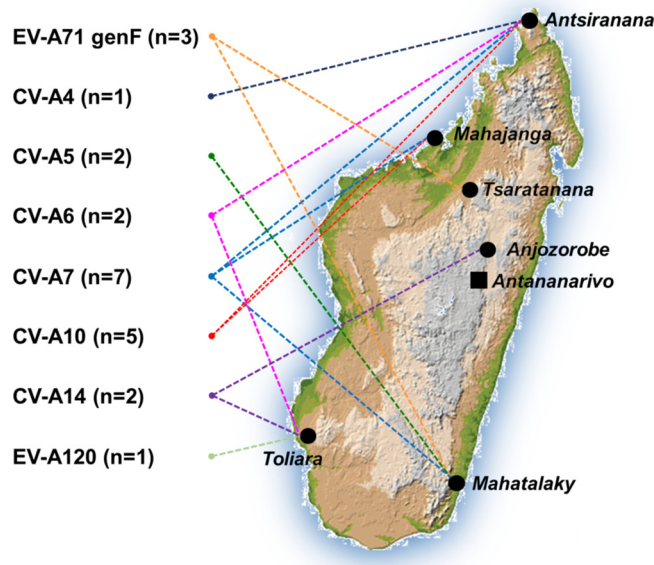 EV-A71 genF (n=3)
CV-A4 (n=1)
CV-A5 (n=2)
CV-A6 (n=2)
CV-A7 (n=7)
CV-A10 (n=5)
CV-A14 (n=2)
EV-A120 (n=1)
Antsiranana
Mahajanga
Tsaratanana
Anjozorobe
Antananarivo
Toliara
Mahatalaky